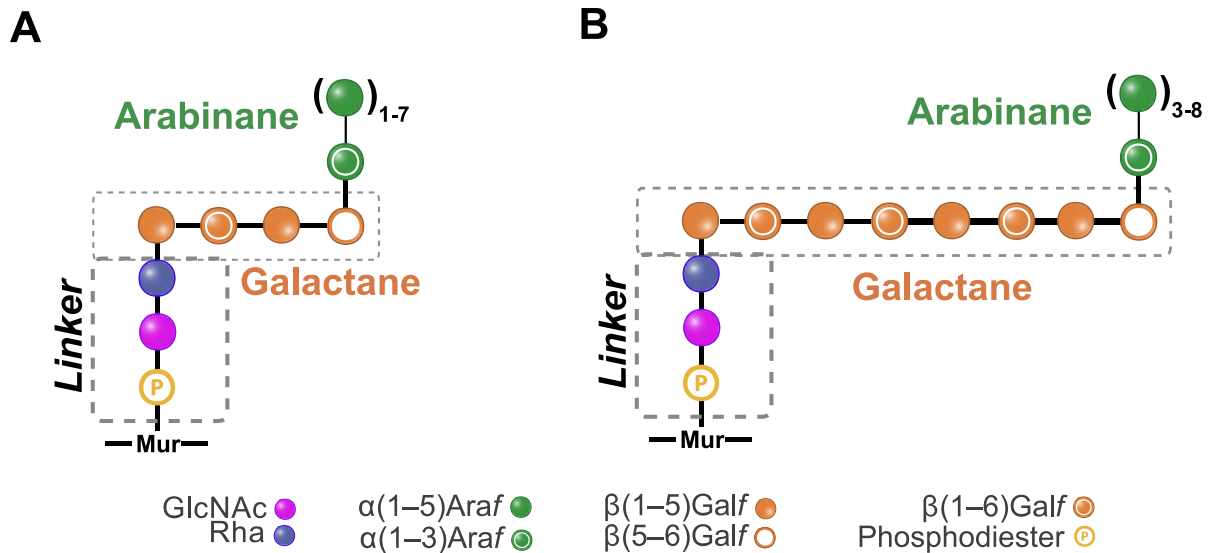 A
B
( )1-7
Arabinane
( )3-8
Arabinane
Galactane
Galactane
Linker
Linker
P
P
Mur
Mur
GlcNAc
Rha
α(1–5)Araf
α(1–3)Araf
β(1–5)Galf
β(5–6)Galf
β(1–6)Galf
Phosphodiester P